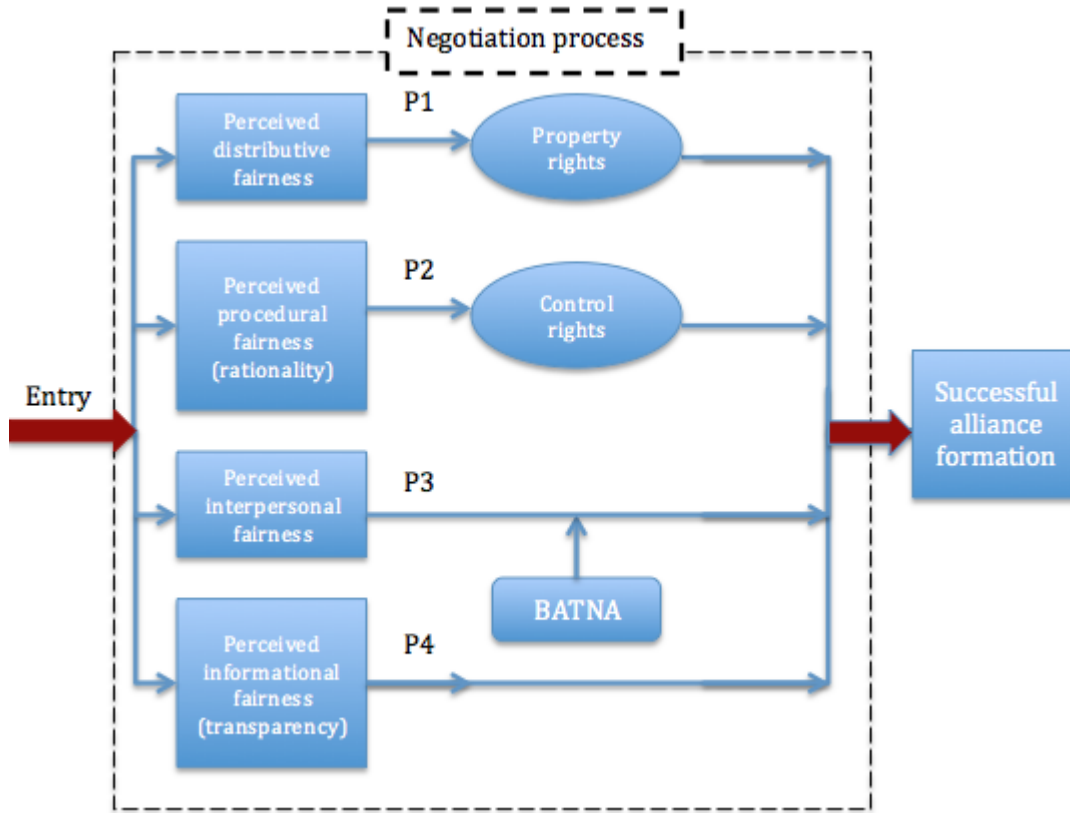 Negotiation process
P1
Perceived
distributive
fairness
Property
rights
P2
Perceived
procedural
fairness
(rationality)
Control
rights
Entry
Successful
alliance
formation
P3
Perceived
interpersonal
fairness
BATNA
P4
Perceived
informational
fairness
(transparency)